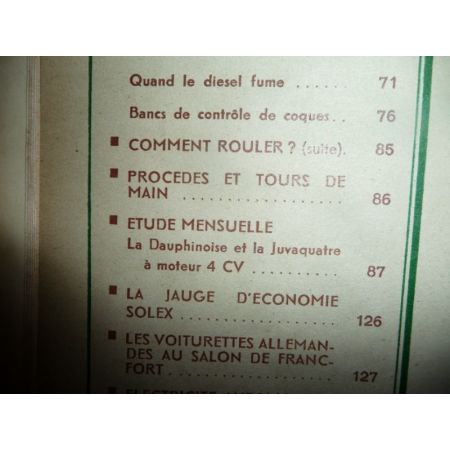 Quand le diesel fume ...... 71
Bancs de contrôle de coques.. 76
■ COMMENT ROULER ? (suite). 85
■ PROCEDES ET TOURS DE
MAIN .................. 86
■ ETUDE MENSUELLE
La Dauphinoise et la Juvaquatre
à moteur 4 CV .......... 87
■ LA JAUGE D'ECONOMIE
SOLEX ................. 126
■ LES VOITURETTES ALLEMAN-
DES AU SALON DE FRANC-
FORT .................. 127
■ ELECTRICITE